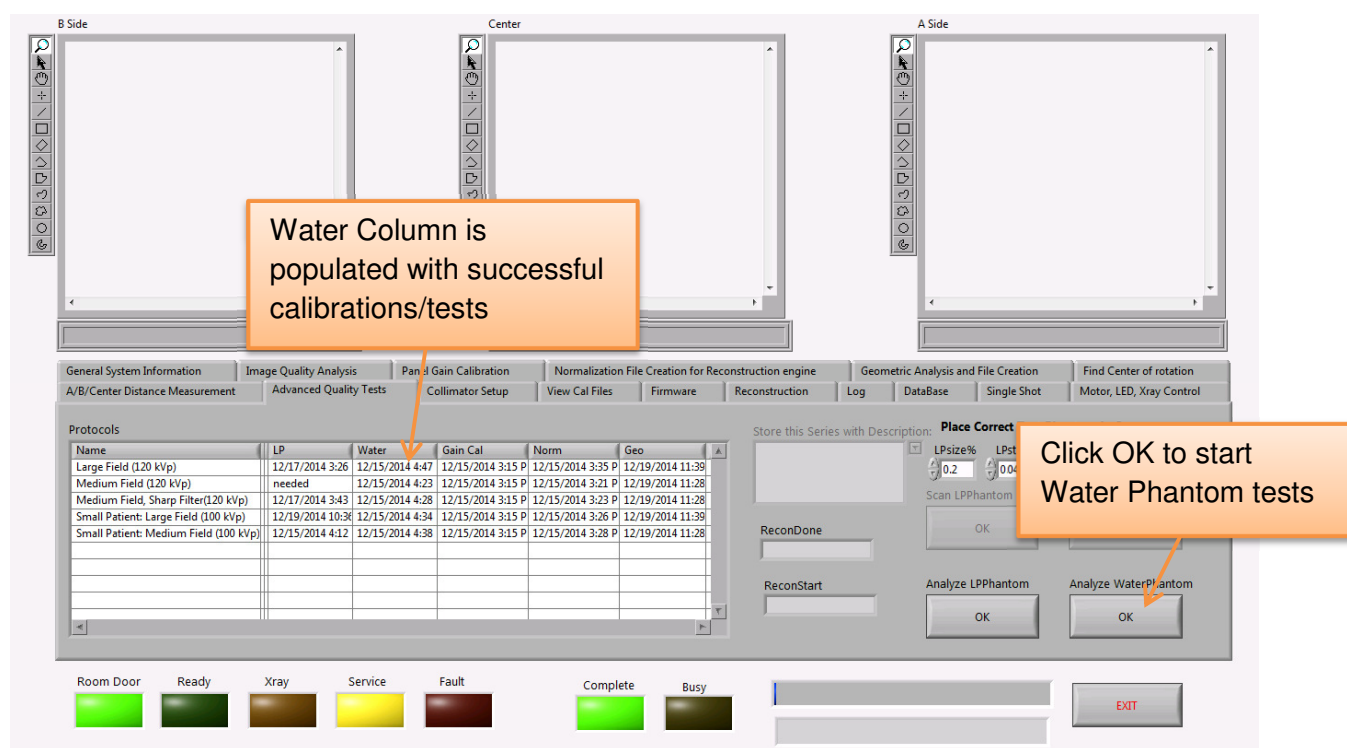 B Side
Center
A Side
Water Column is
populated with successful
calibrations/tests
General System Information
Image Quality Analysis
Panel Gain Calibration
Normalization File Creation for Reconstruction engine
Geometric Analysis and File Creation
Find Center of rotation
A/B/Center Distance Measurement
Advanced Quality Tests
Collimator Setup
View Cal Files
Firmware
Reconstruction
Log
DataBase
Single Shot
Motor, LED, Xray Control
Protocols
Name LP Water Gain Cal Norm Geo
Large Field (120 kVp) 12/17/2014 3:26 12/15/2014 4:47 12/15/2014 3:15 P 12/15/2014 3:35 P 12/19/2014 11:39
Medium Field (120 kVp) needed 12/15/2014 4:23 12/15/2014 3:15 P 12/15/2014 3:21 P 12/19/2014 11:28
Medium Field, Sharp Filter(120 kVp) 12/17/2014 3:43 12/15/2014 4:28 12/15/2014 3:15 P 12/15/2014 3:23 P 12/19/2014 11:28
Small Patient: Large Field (100 kVp) 12/19/2014 10:36 12/15/2014 4:34 12/15/2014 3:15 P 12/15/2014 3:26 P 12/19/2014 11:39
Small Patient: Medium Field (100 kVp) 12/15/2014 4:12 12/15/2014 4:38 12/15/2014 3:15 P 12/15/2014 3:28 P 12/19/2014 11:28
Store this Series with Description:
Place Correct
LPsize% LPst
0.2 0.04
Scan LPPhantom
OK
Click OK to start
Water Phantom tests
ReconDone
ReconStart
Analyze LPPhantom
OK
Analyze WaterPhantom
OK
Room Door
Ready
Xray
Service
Fault
Complete
Busy
EXIT